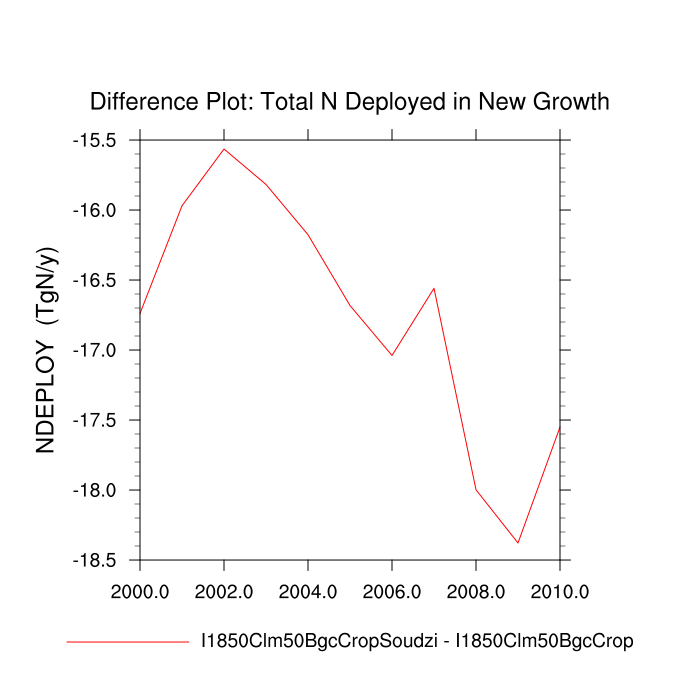 Difference Plot: Total N Deployed in New Growth
-15.5
-16.0
-16.5
-17.0
-17.5
-18.0
-18.5
NDEPLOY (TgN/y)
2000.0 2002.0 2004.0 2006.0 2008.0 2010.0
I1850Clm50BgcCropSoudzi - I1850Clm50BgcCrop